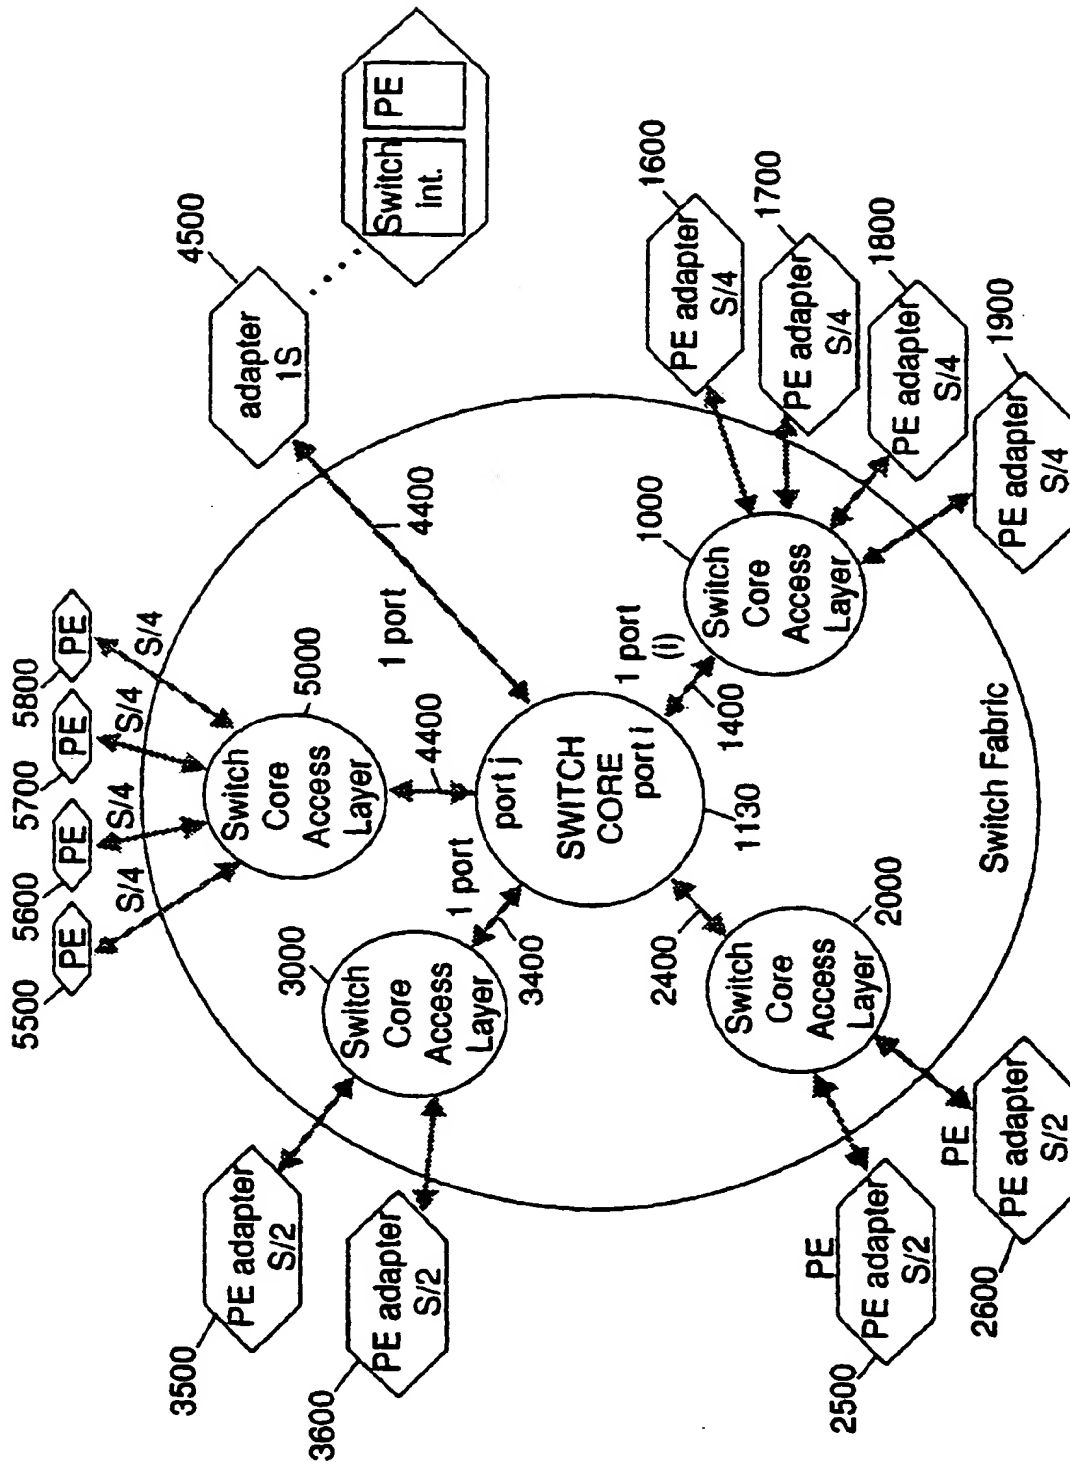 5500
5600
5700
5800
PE
PE
PE
PE
S/4
S/4
S/4
S/4
4500
adapter
1S
Switch
int.
PE
3500
PE adapter
S/2
3600
PE adapter
S/2
3000
Switch
Core
Access
Layer
5000
Switch
Core
Access
Layer
1 port
4400
1 port
3400
4400
port j
SWITCH
CORE
port i
1130
1 port
(i)
1400
1000
Switch
Core
Access
Layer
1600
PE adapter
S/4
1700
PE adapter
S/4
1800
PE adapter
S/4
1900
PE adapter
S/4
2400
2000
Switch
Core
Access
Layer
PE
PE adapter
S/2
2500
PE
PE adapter
S/2
2600
Switch Fabric